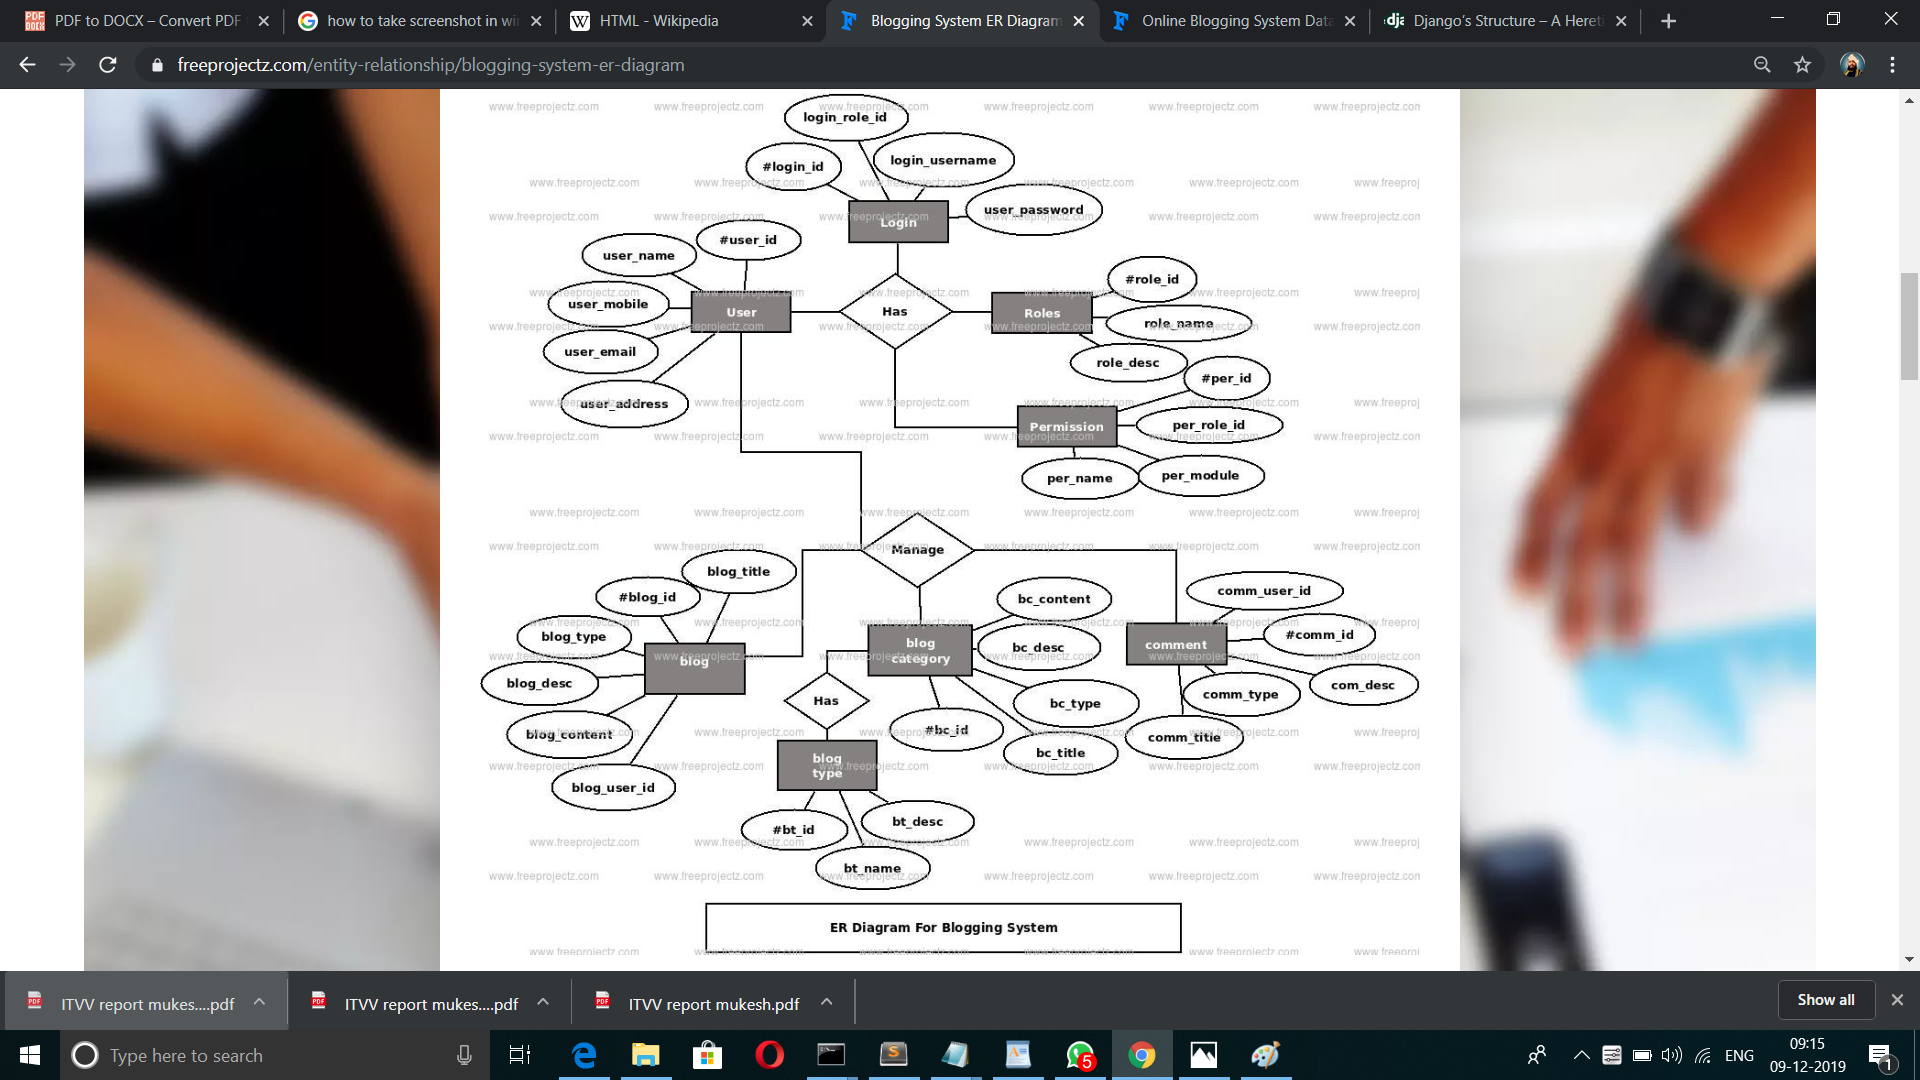 PDF to DOCX – Convert PDF
how to take screenshot in wi
HTML - Wikipedia
Blogging System ER Diagram
Online Blogging System Data
Django's Structure – A Hereti
freeprojectz.com/entity-relationship/blogging-system-er-diagram
www.freeprojectz.com
login_role_id
login_username
#login_id
user_password
Login
#user_id
user_name
user_mobile
User
user_email
user_address
Has
Roles
#role_id
role_name
role_desc
#per_id
Permission
per_role_id
per_name
per_module
Manage
blog_title
#blog_id
blog_type
blog
blog_desc
blog_content
blog_user_id
bc_content
blog
category
bc_desc
bc_type
#bc_id
bc_title
Has
blog
type
#bt_id
bt_desc
bt_name
comm_user_id
comment
#comm_id
com_desc
comm_type
comm_title
ER Diagram For Blogging System
ITVV report mukes....pdf
ITVV report mukes....pdf
ITVV report mukesh.pdf
Show all
Type here to search
5
ENG
09:15
09-12-2019
1